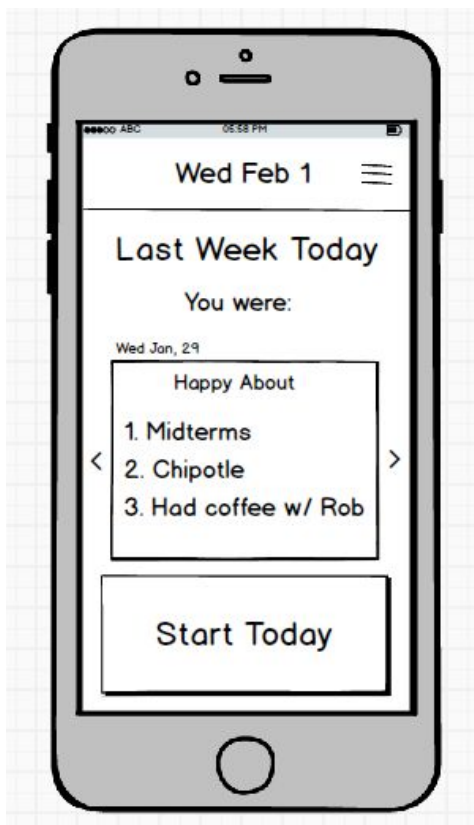 ABC 05:58 PM
Wed Feb 1
Last Week Today
You were:
Wed Jan, 29
Happy About
1. Midterms
2. Chipotle
3. Had coffee w/ Rob
Start Today